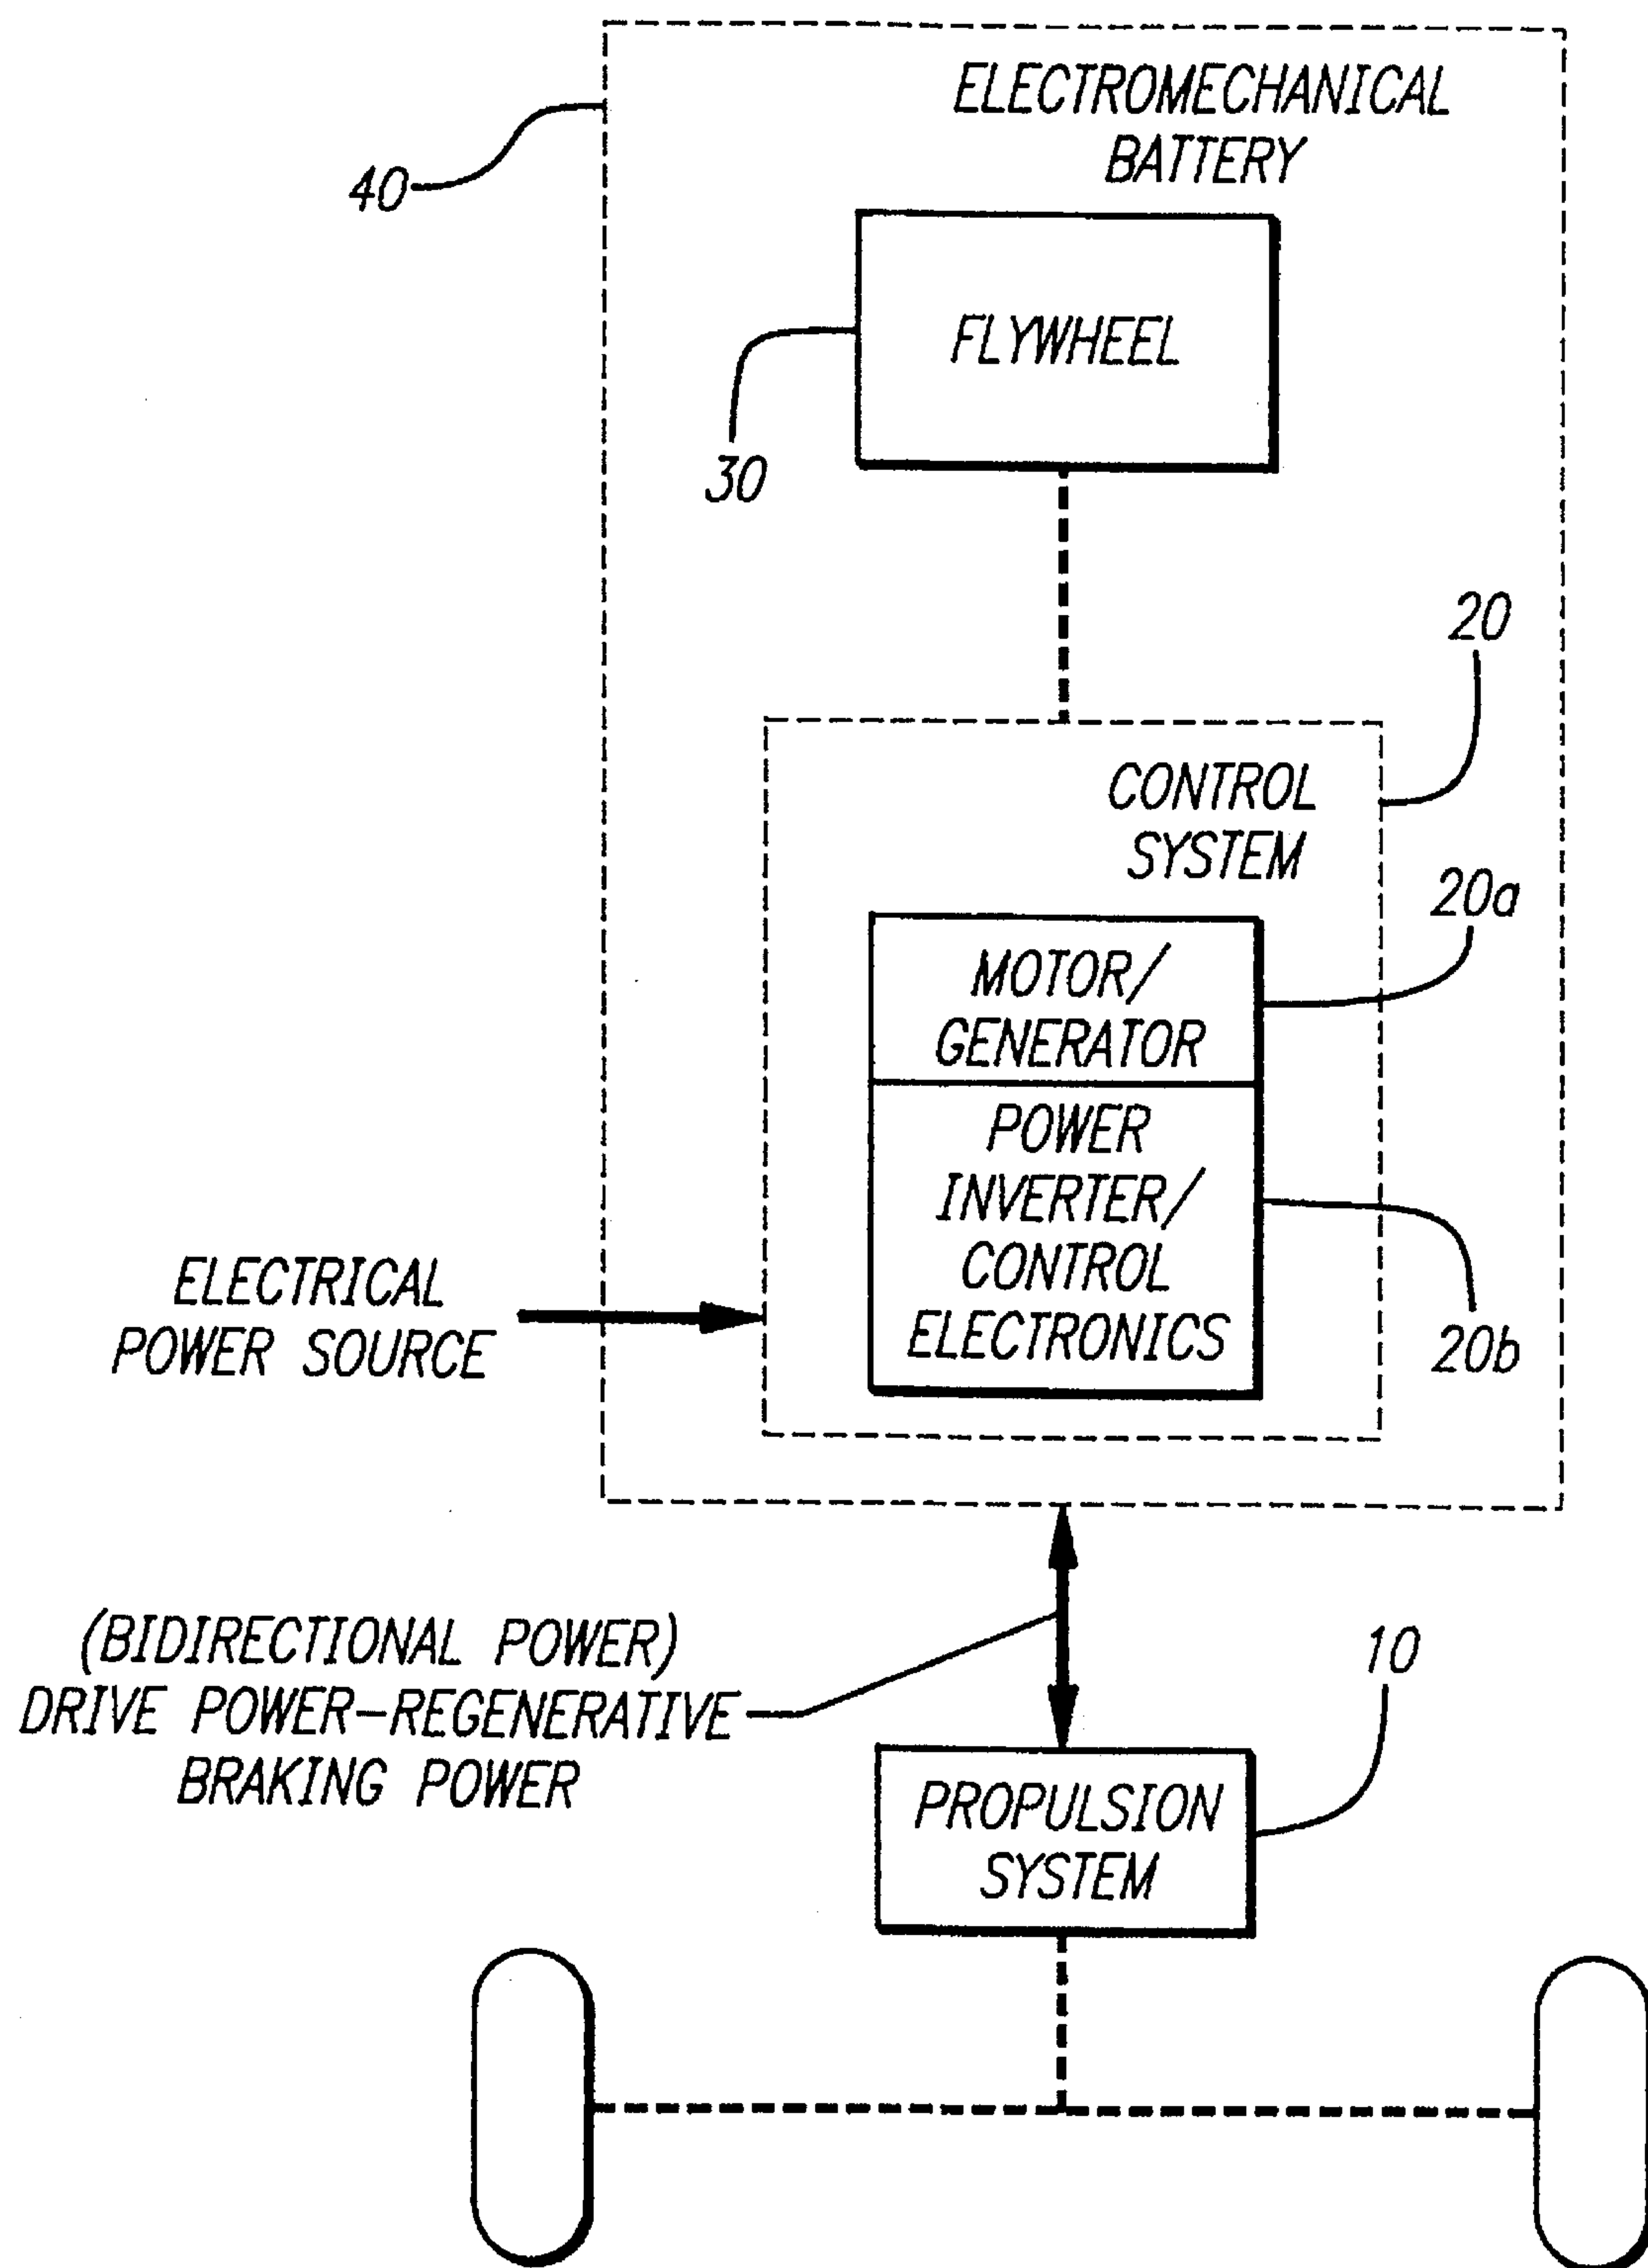 ELECTROMECHANICAL
BATTERY
40
FLYWHEEL
30
20
CONTROL
SYSTEM
20a
MOTOR/
GENERATOR
POWER
INVERTER/
CONTROL
ELECTRONICS
20b
ELECTRICAL
POWER SOURCE
(BIDIRECTIONAL POWER)
DRIVE POWER-REGENERATIVE
BRAKING POWER
10
PROPULSION
SYSTEM